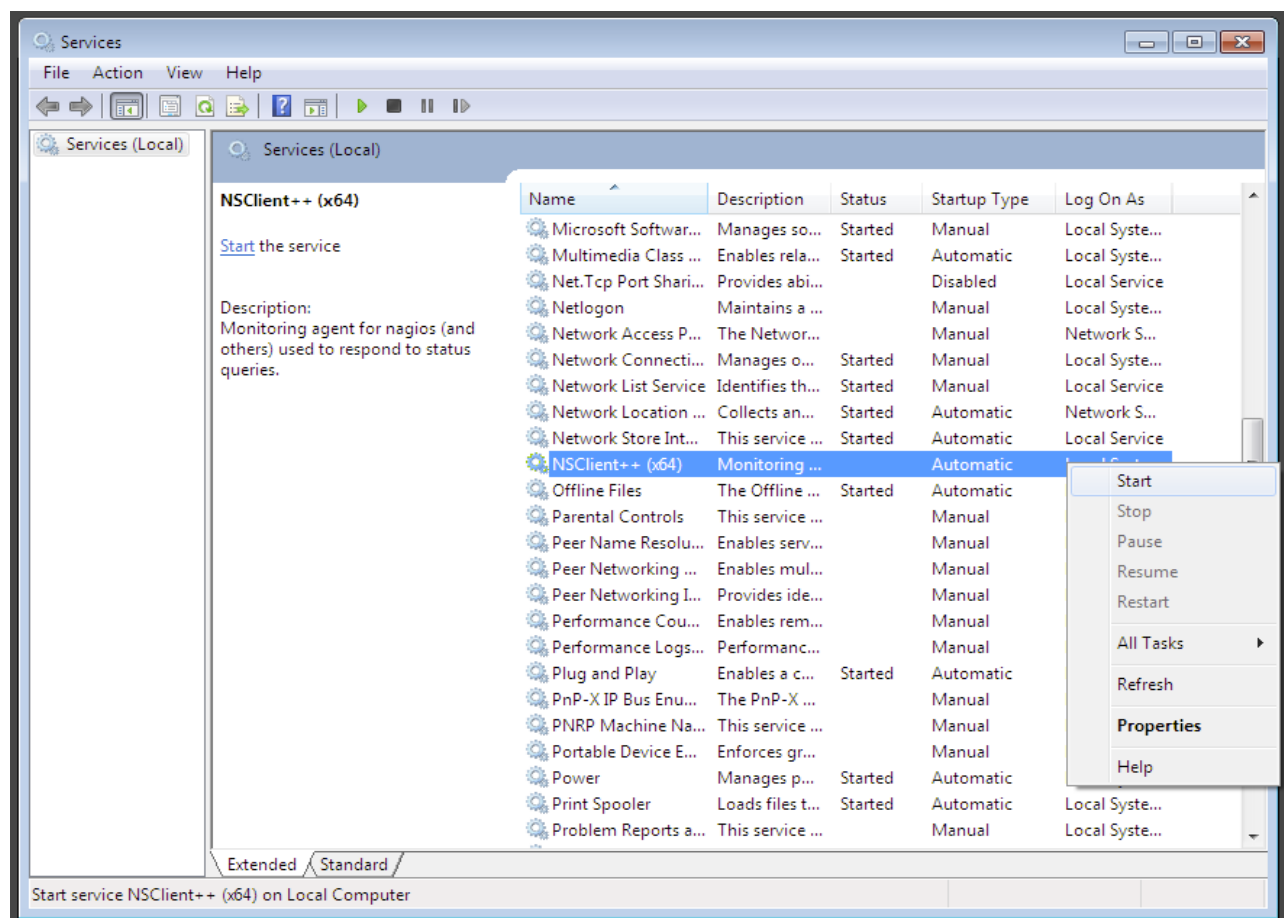 Services
File Action View Help
Services (Local)
Services (Local)
NSClient++ (x64)
Start the service
Description:
Monitoring agent for nagios (and
others) used to respond to status
queries.
Name Description Status Startup Type Log On As
Microsoft Softwar... Manages so... Started Manual Local Syste...
Multimedia Class ... Enables rela... Started Automatic Local Syste...
Net.Tcp Port Shari... Provides abi... Disabled Local Service
Netlogon Maintains a ... Manual Local Syste...
Network Access P... The Networ... Manual Network S...
Network Connecti... Manages o... Started Manual Local Syste...
Network List Service Identifies th... Started Manual Local Service
Network Location ... Collects an... Started Automatic Network S...
Network Store Int... This service ... Started Automatic Local Service
NSClient++ (x64) Monitoring ... Automatic
Offline Files The Offline ... Started Automatic
Parental Controls This service ... Manual
Peer Name Resolu... Enables serv... Manual
Peer Networking ... Enables mul... Manual
Peer Networking I... Provides ide... Manual
Performance Cou... Enables rem... Manual
Performance Logs... Performanc... Manual
Plug and Play Enables a c... Started Automatic
PnP-X IP Bus Enu... The PnP-X ... Manual
PNRP Machine Na... This service ... Manual
Portable Device E... Enforces gr... Manual
Power Manages p... Started Automatic
Print Spooler Loads files t... Started Automatic Local Syste...
Problem Reports a... This service ... Manual Local Syste...
Start
Stop
Pause
Resume
Restart
All Tasks
Refresh
Properties
Help
Extended Standard
Start service NSClient++ (x64) on Local Computer